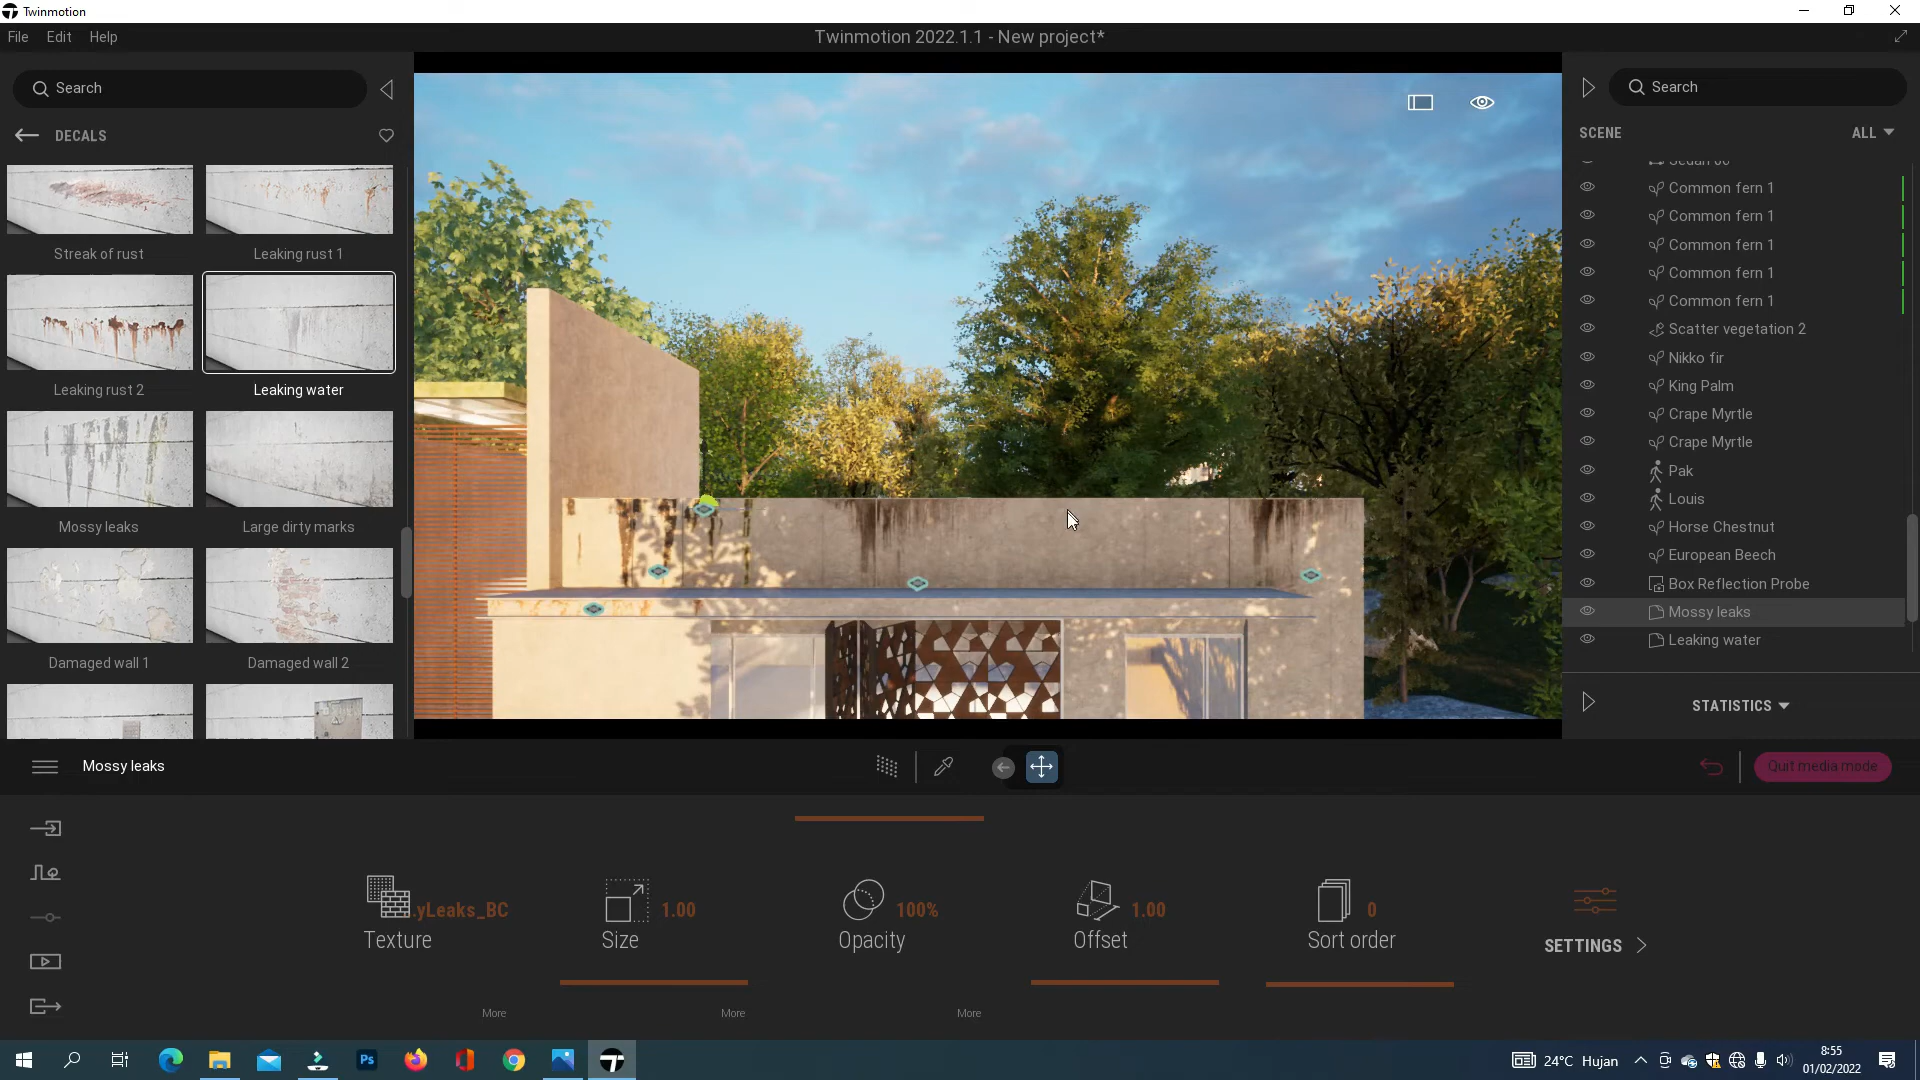 Twinmotion
File Edit Help
Twinmotion 2022.1.1 - New project*
Search
DECALS
Streak of rust
Leaking rust 1
Leaking rust 2
Leaking water
Mossy leaks
Large dirty marks
Damaged wall 1
Damaged wall 2
Search
SCENE ALL
Sedan 06
Common fern 1
Common fern 1
Common fern 1
Common fern 1
Common fern 1
Scatter vegetation 2
Nikko fir
King Palm
Crape Myrtle
Crape Myrtle
Pak
Louis
Horse Chestnut
European Beech
Box Reflection Probe
Mossy leaks
Leaking water
STATISTICS
Mossy leaks
Quit media mode
.yLeaks_BC
Texture
1.00
Size
100%
Opacity
1.00
Offset
0
Sort order
SETTINGS
More
More
More
Ps
24°C Hujan
8:55
01/02/2022